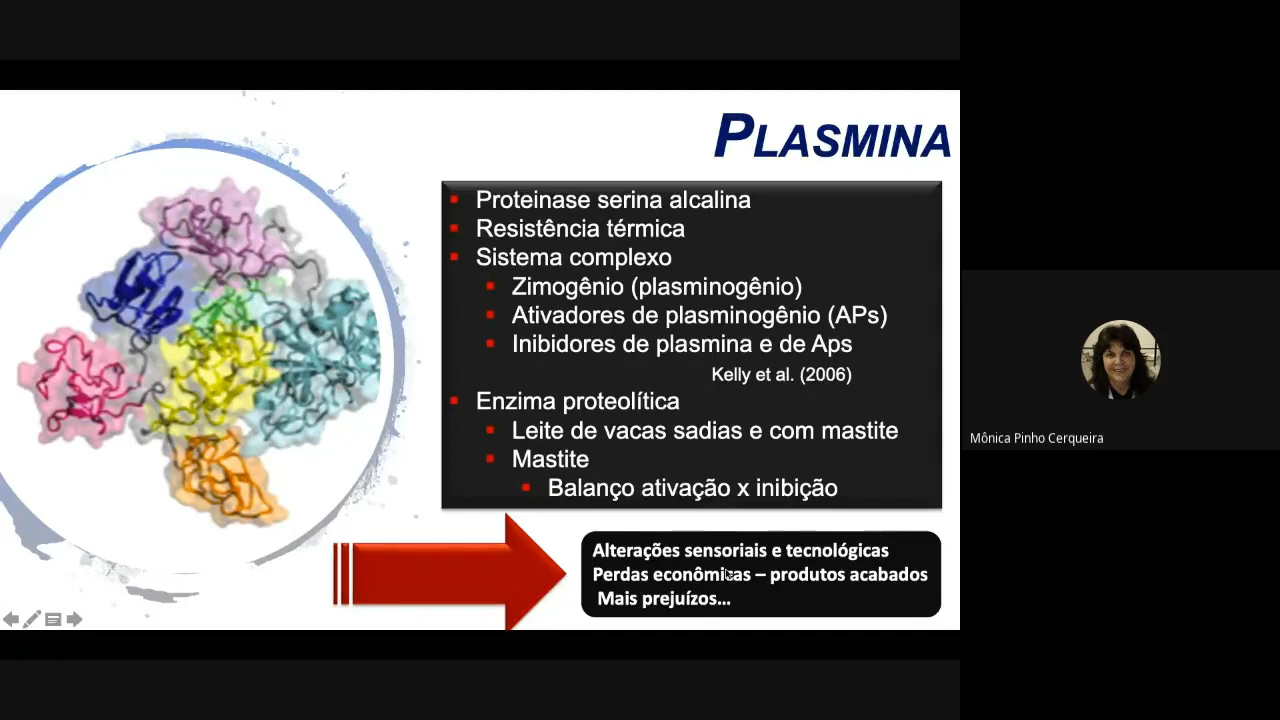 PLASMINA
Proteinase serina alcalina
Resistência térmica
Sistema complexo
Zimogênio (plasminogênio)
Ativadores de plasminogênio (APs)
Inibidores de plasmina e de Aps
Kelly et al. (2006)
Enzima proteolítica
Leite de vacas sadias e com mastite
Mastite
Balanço ativação x inibição
Alterações sensoriais e tecnológicas
Perdas econômicas – produtos acabados
Mais prejuízos...
Mônica Pinho Cerqueira